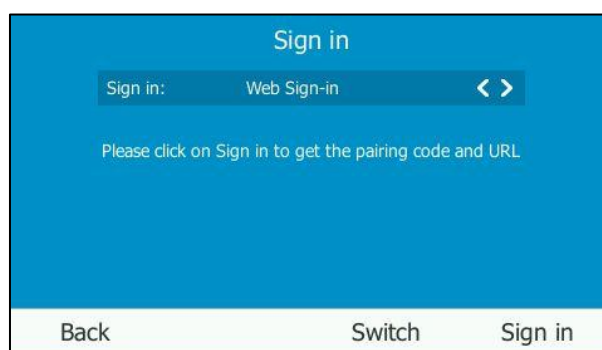 Sign in
Sign in: Web Sign-in
Please click on Sign in to get the pairing code and URL
Back Switch Sign in